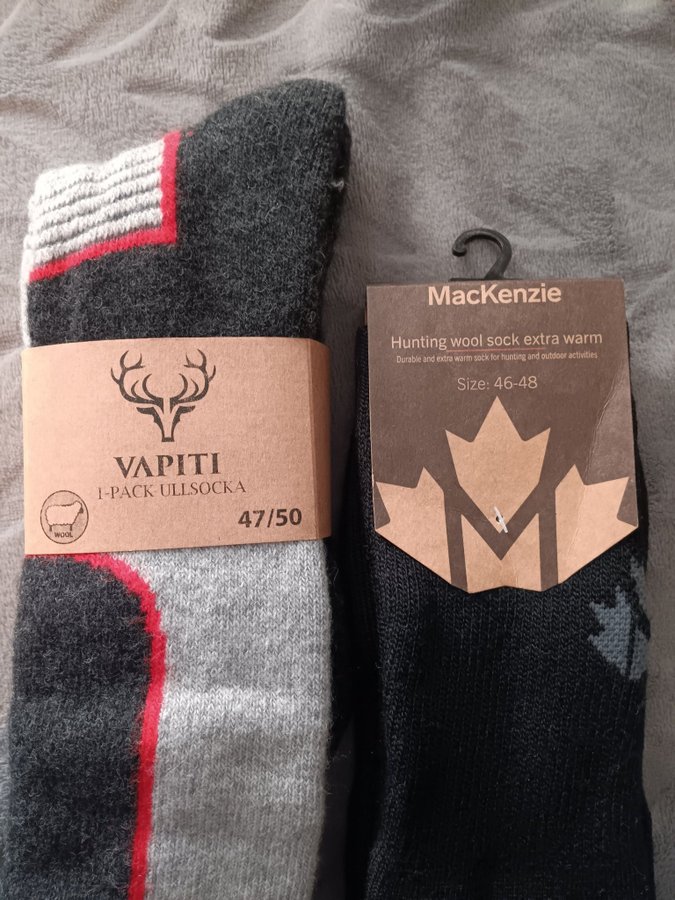 VAPITI
1-PACK ULLSOCKA
WOOL
47/50
MacKenzie
Hunting wool sock extra warm
Durable and extra warm sock for hunting and outdoor activities
Size: 46-48
M